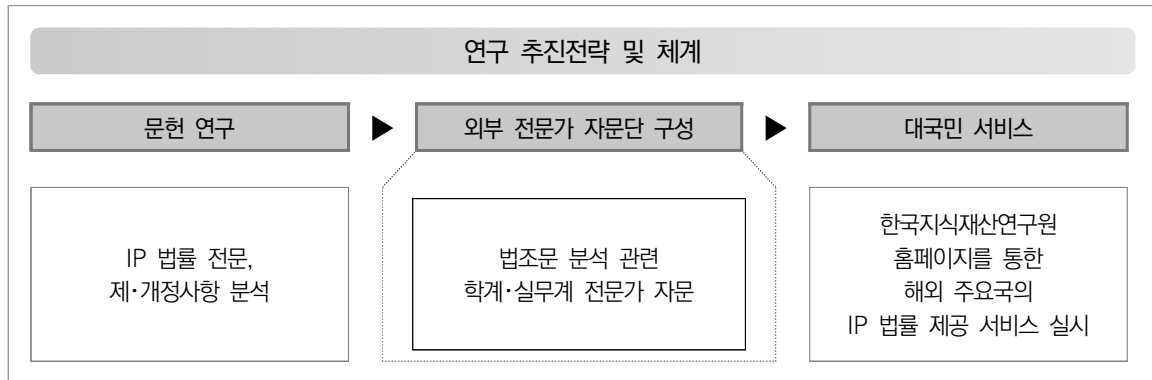 연구 추진전략 및 체계
문헌 연구
▶
외부 전문가 자문단 구성
▶
대국민 서비스
IP 법률 전문,
제·개정사항 분석
법조문 분석 관련
학계·실무계 전문가 자문
한국지식재산연구원
홈페이지를 통한
해외 주요국의
IP 법률 제공 서비스 실시